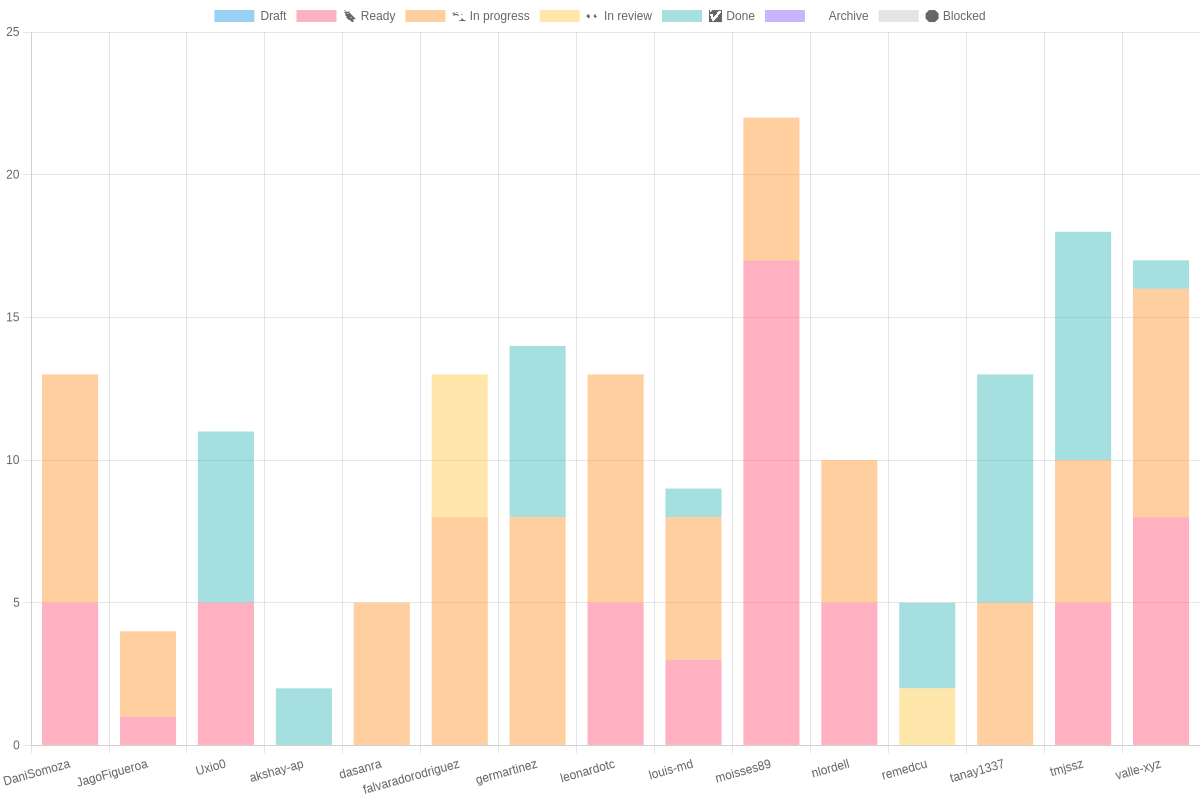 Draft Ready In progress In review Done Archive Blocked
25
20
15
10
5
0
DaniSomoza
JagoFigueroa
Uxio0
akshay-ap
dasanra
falvaradorodriguez
germartinez
leonardotc
louis-md
moisses89
nlordell
remedcu
tanay1337
tmjssz
valle-xyz